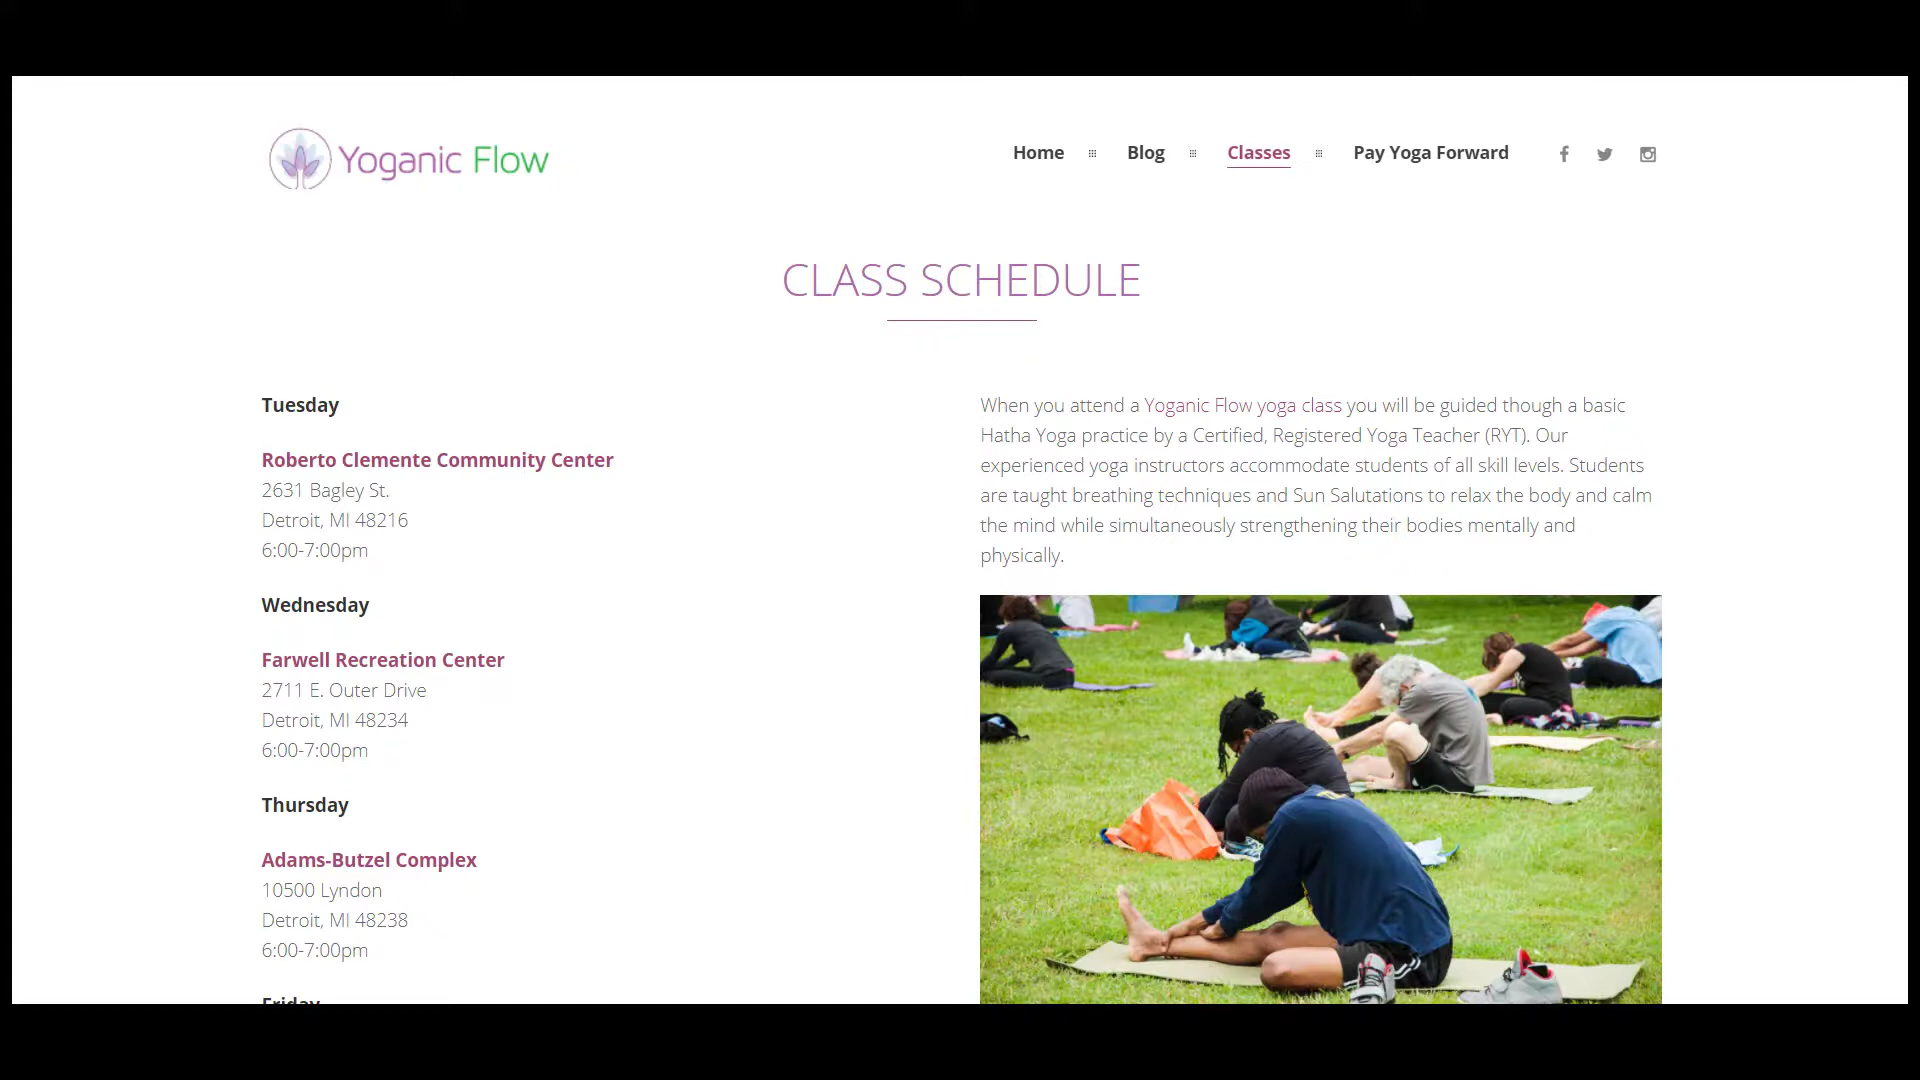 Yoganic Flow
Home Blog Classes Pay Yoga Forward
CLASS SCHEDULE
Tuesday
Roberto Clemente Community Center
2631 Bagley St.
Detroit, MI 48216
6:00-7:00pm
Wednesday
Farwell Recreation Center
2711 E. Outer Drive
Detroit, MI 48234
6:00-7:00pm
Thursday
Adams-Butzel Complex
10500 Lyndon
Detroit, MI 48238
6:00-7:00pm
Friday
When you attend a Yoganic Flow yoga class you will be guided though a basic
Hatha Yoga practice by a Certified, Registered Yoga Teacher (RYT). Our
experienced yoga instructors accommodate students of all skill levels. Students
are taught breathing techniques and Sun Salutations to relax the body and calm
the mind while simultaneously strengthening their bodies mentally and
physically.